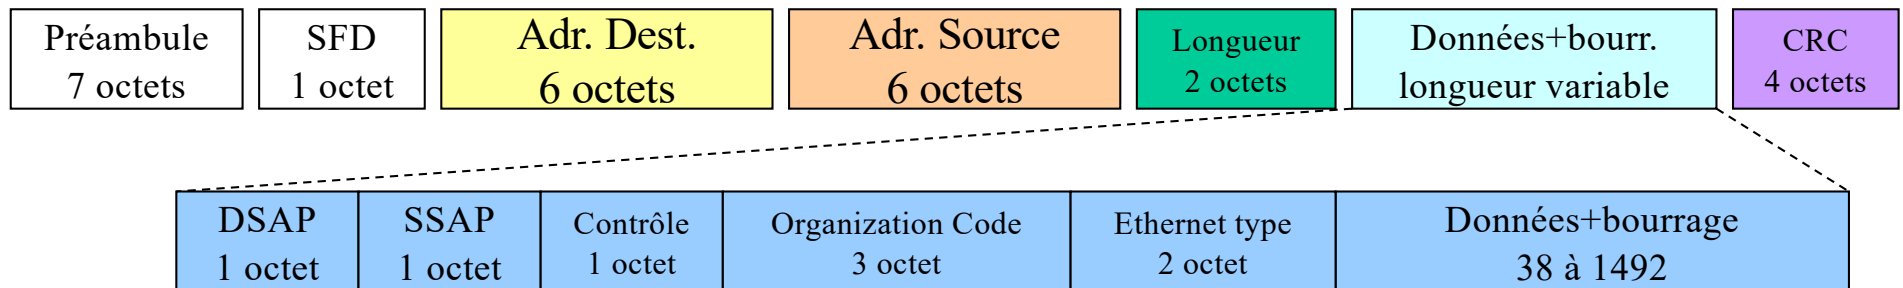 Préambule
7 octets
SFD
1 octet
Adr. Dest.
6 octets
Adr. Source
6 octets
Longueur
2 octets
Données+bourr.
longueur variable
CRC
4 octets
DSAP
1 octet
SSAP
1 octet
Contrôle
1 octet
Organization Code
3 octet
Ethernet type
2 octet
Données+bourrage
38 à 1492